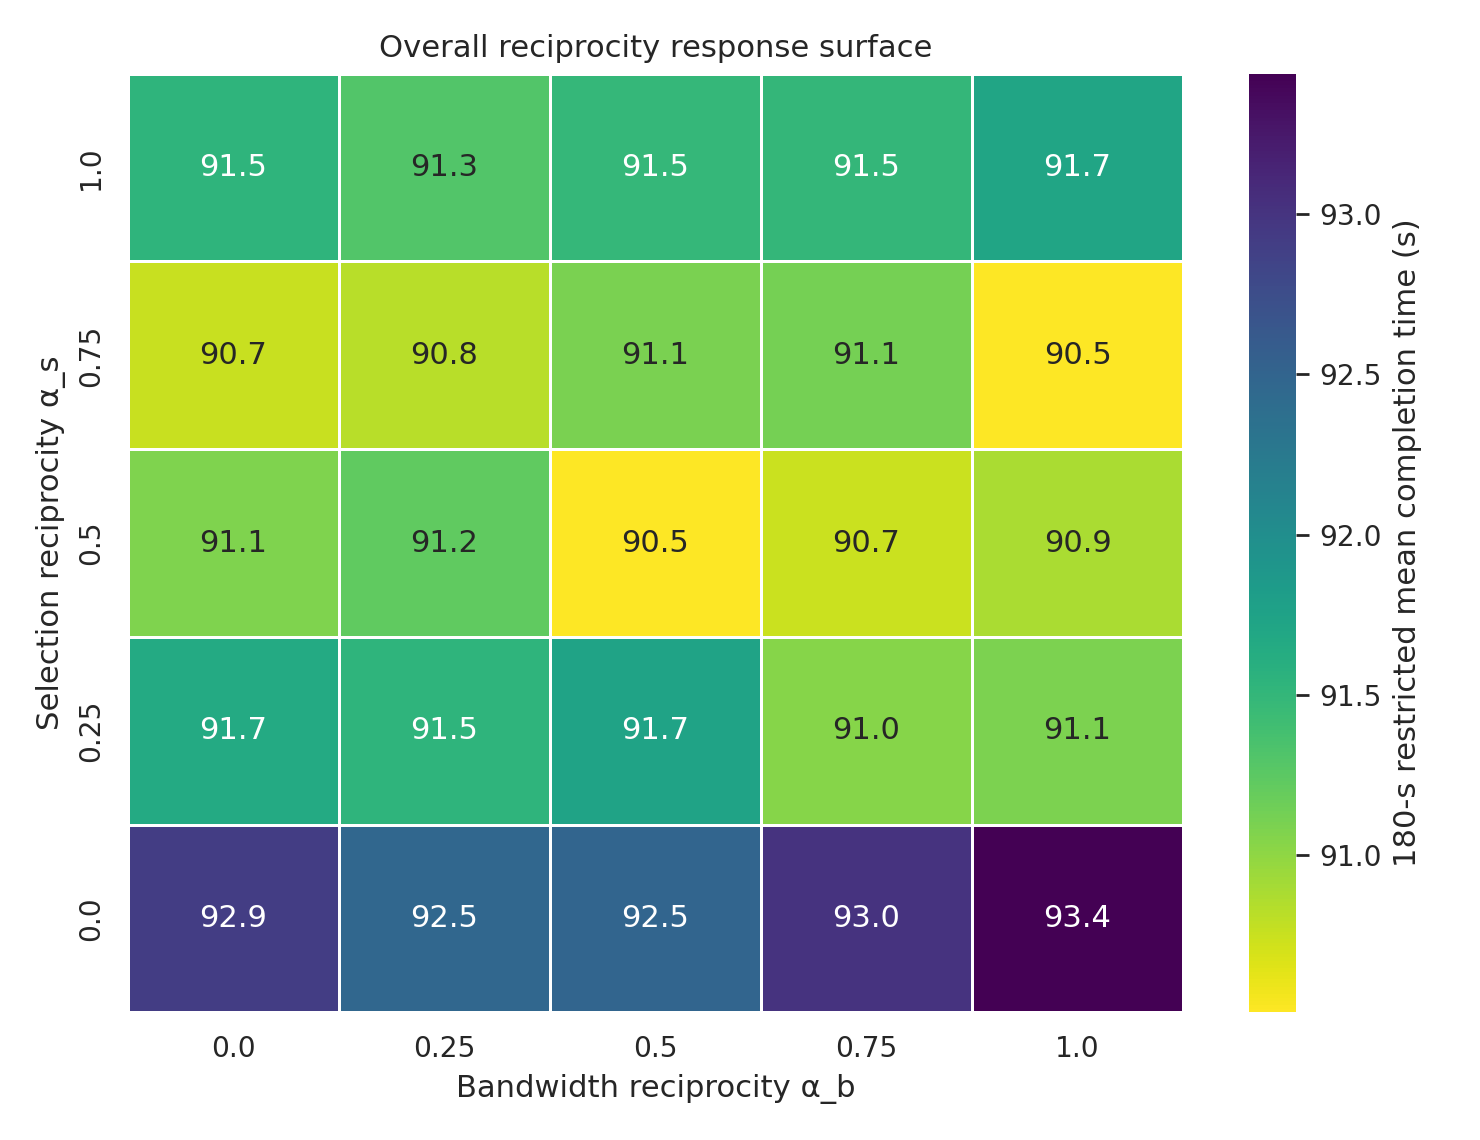 Overall reciprocity response surface
Selection reciprocity α_s
1.0
91.5 91.3 91.5 91.5 91.7
0.75
90.7 90.8 91.1 91.1 90.5
0.5
91.1 91.2 90.5 90.7 90.9
0.25
91.7 91.5 91.7 91.0 91.1
0.0
92.9 92.5 92.5 93.0 93.4
0.0 0.25 0.5 0.75 1.0
Bandwidth reciprocity α_b
93.0
92.5
92.0
91.5
91.0
180-s restricted mean completion time (s)